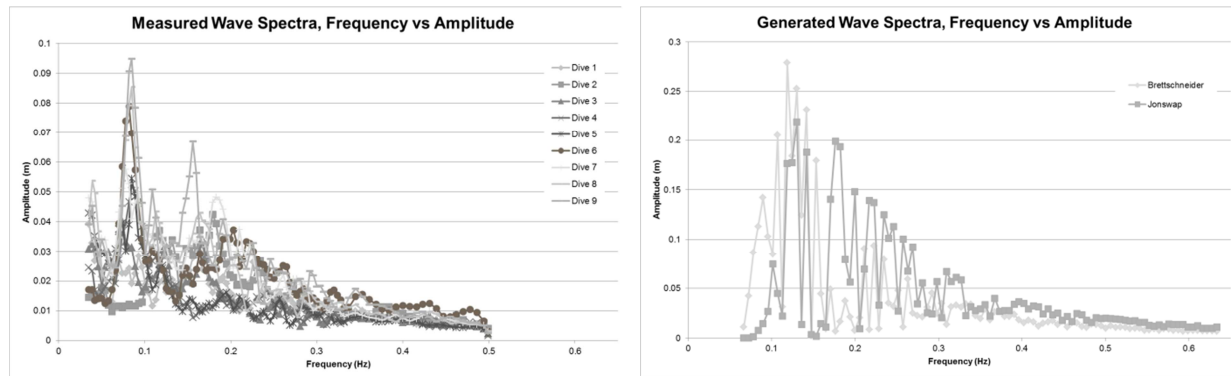 Measured Wave Spectra, Frequency vs Amplitude
0.1
0.09
0.08
0.07
0.06
0.05
0.04
0.03
0.02
0.01
0
Amplitude (m)
0
0.1
0.2
0.3
0.4
0.5
0.6
Frequency (Hz)
Dive 1
Dive 2
Dive 3
Dive 4
Dive 5
Dive 6
Dive 7
Dive 8
Dive 9
Generated Wave Spectra, Frequency vs Amplitude
0.3
0.25
0.2
0.15
0.1
0.05
0
Amplitude (m)
0
0.1
0.2
0.3
0.4
0.5
0.6
Frequency (Hz)
Brettschneider
Jonswap